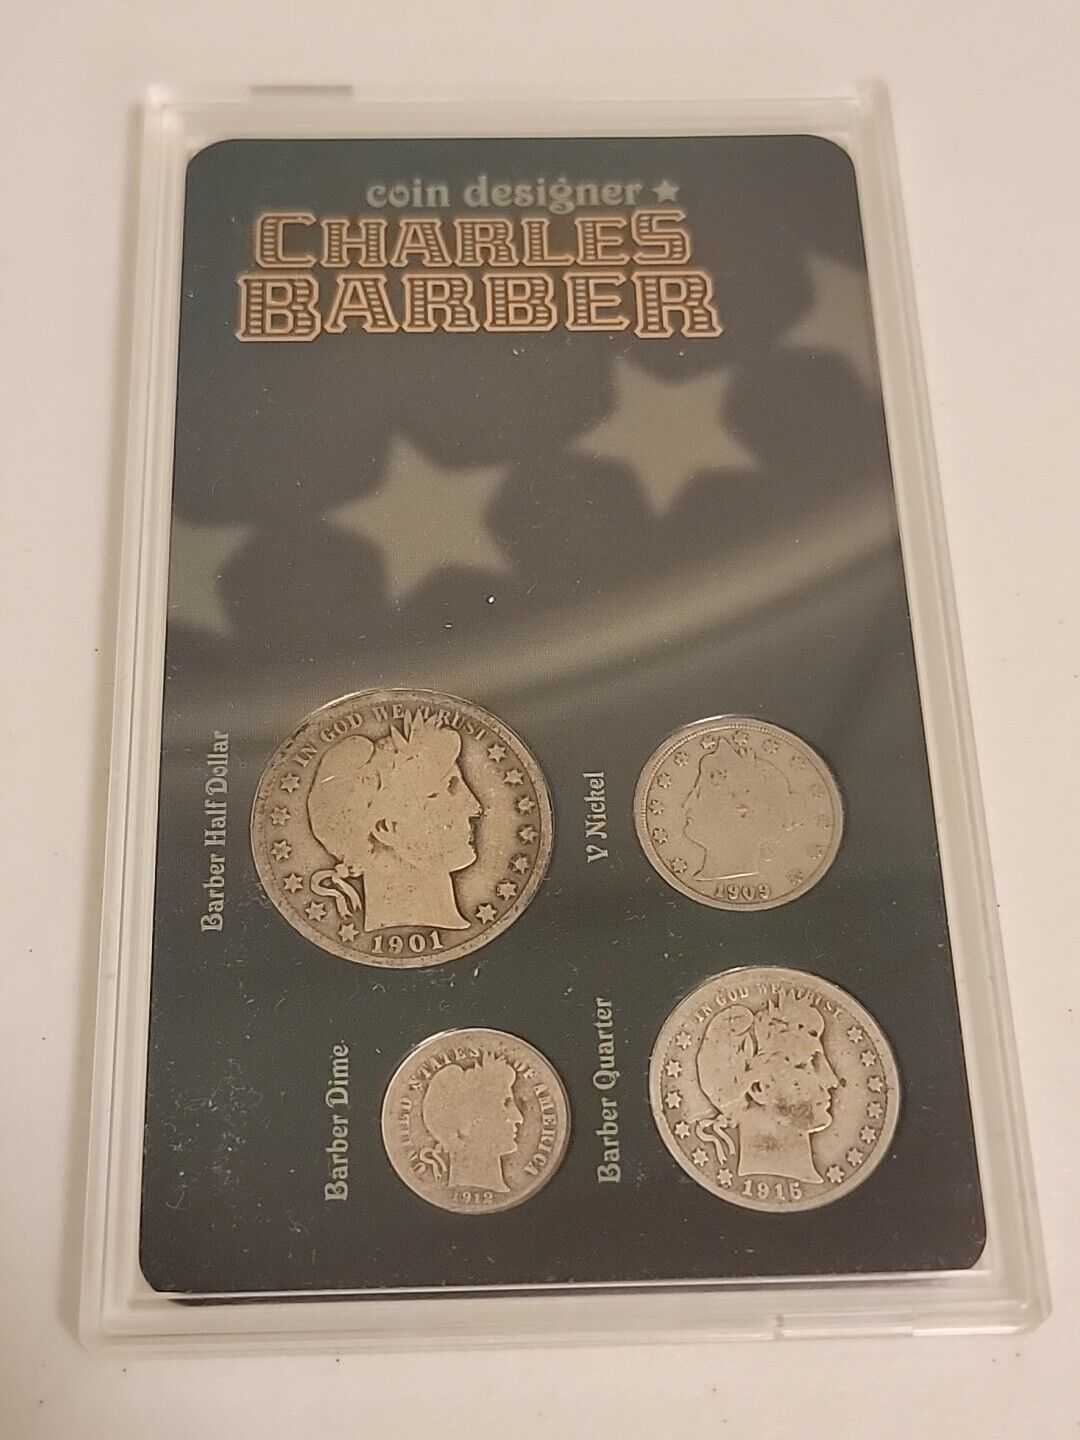 coin designer
CHARLES
BARBER
Barber Half Dollar
IN GOD WE TRUST
1901
V Nickel
1909
Barber Dime
UNITED STATES OF AMERICA
1912
Barber Quarter
IN GOD WE TRUST
1915